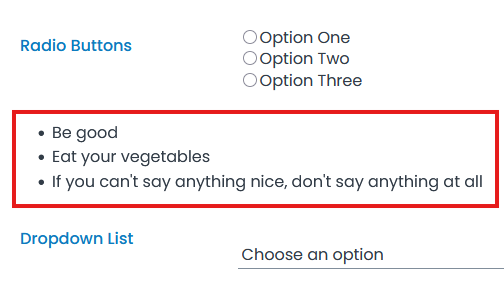 Radio Buttons
Option One
Option Two
Option Three
• Be good
• Eat your vegetables
• If you can't say anything nice, don't say anything at all
Dropdown List
Choose an option